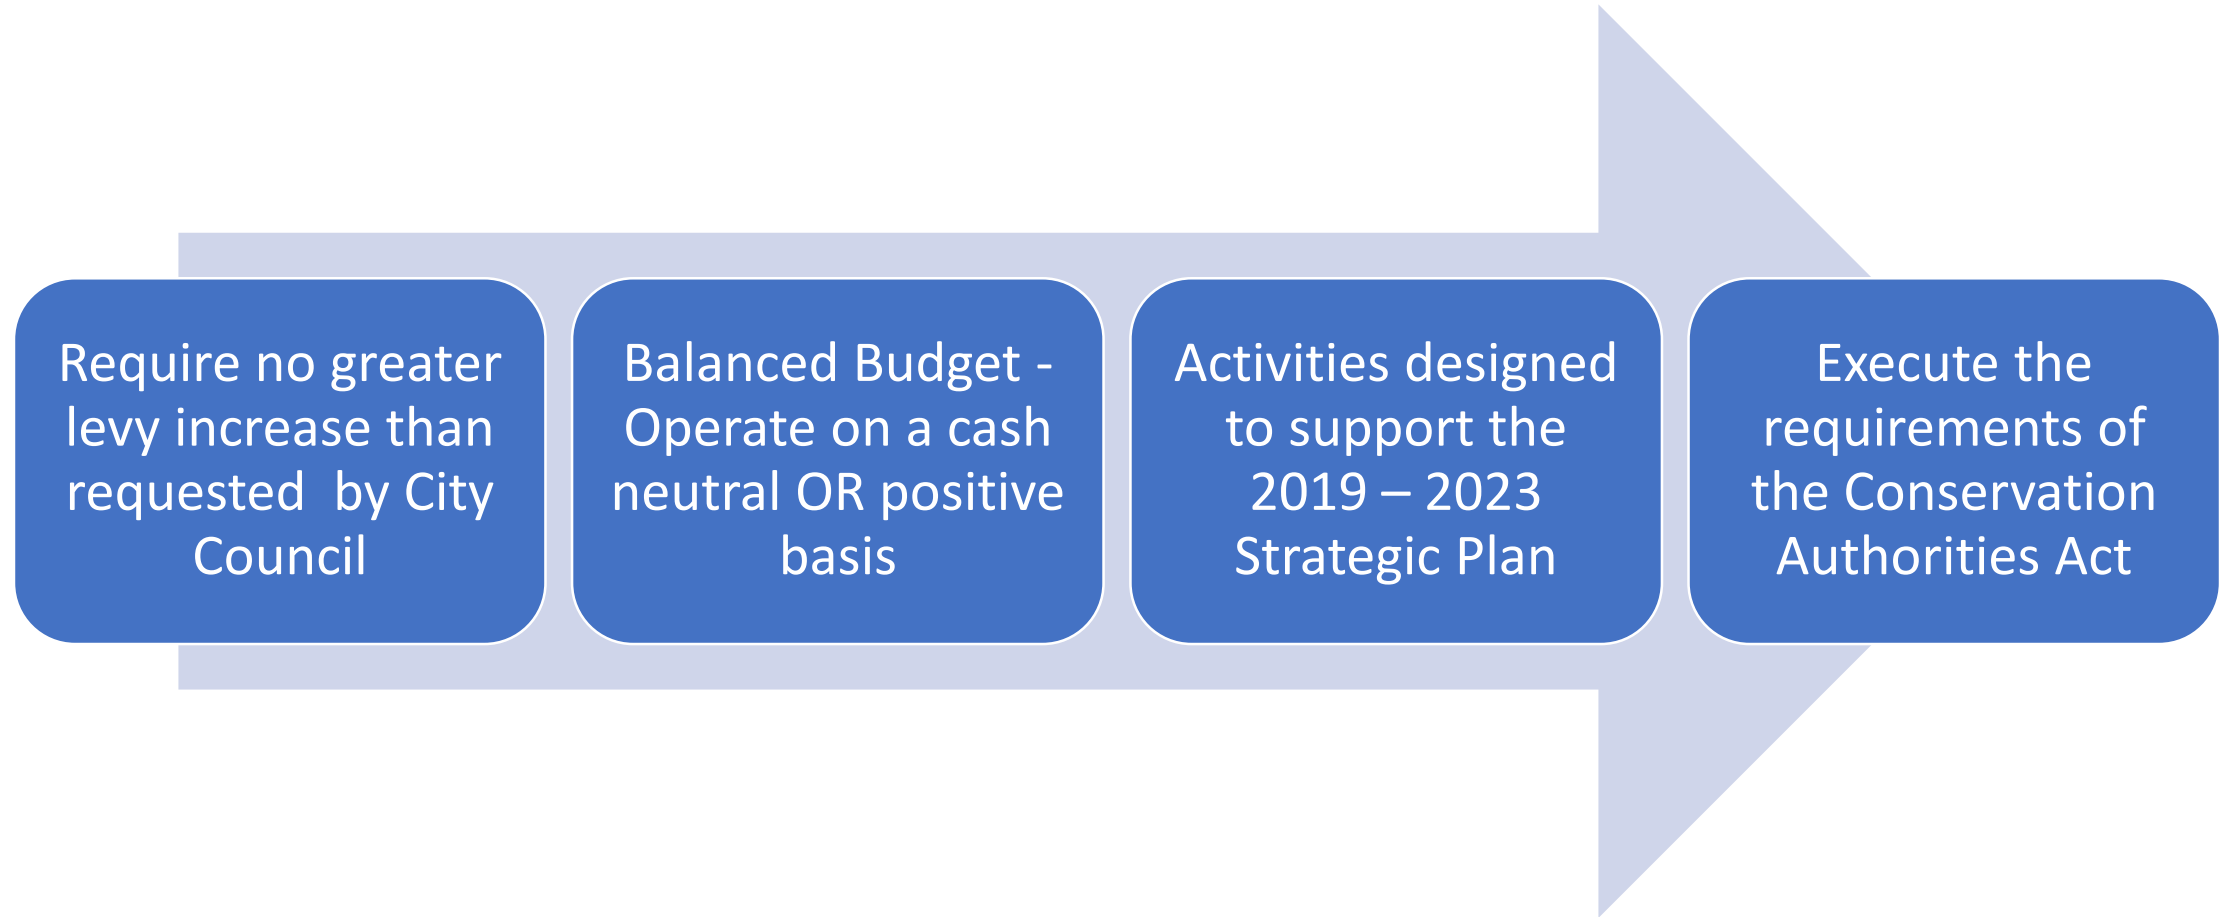 Require no greater
levy increase than
requested  by City
Council
Balanced Budget -
Operate on a cash
neutral OR positive
basis
Activities designed
to support the
2019 – 2023
Strategic Plan
Execute the
requirements of
the Conservation
Authorities Act